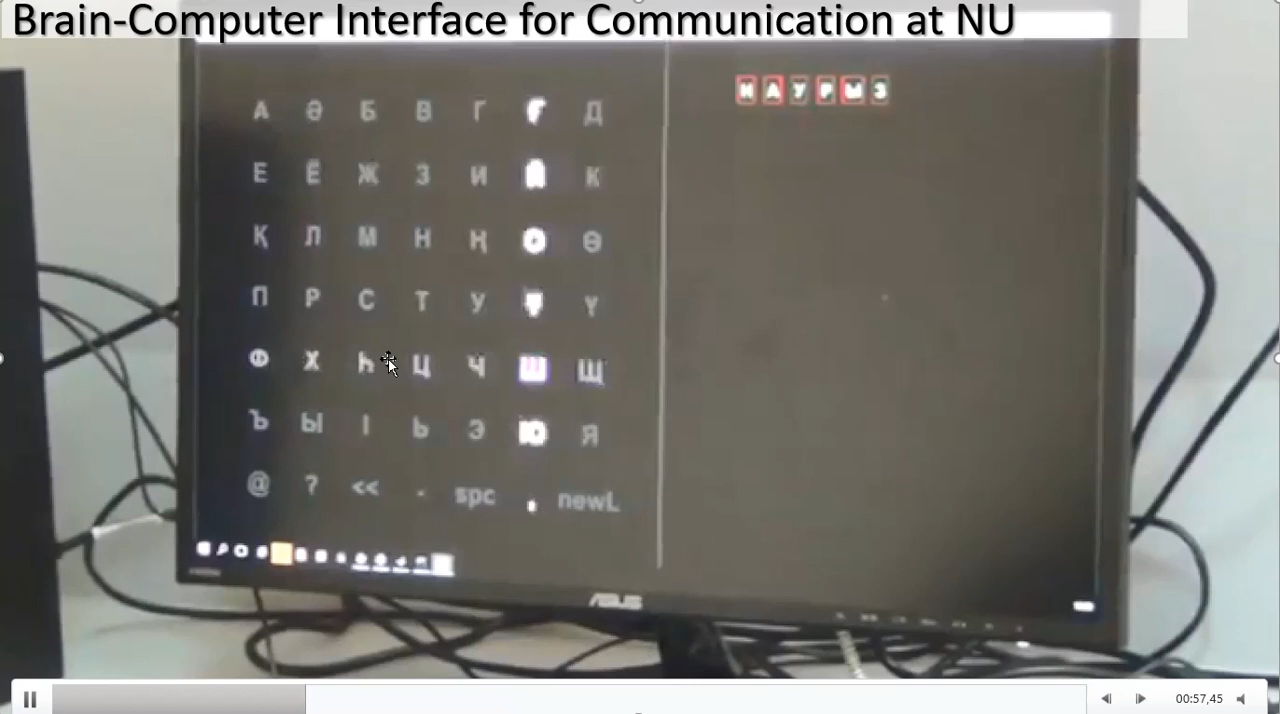 Brain-Computer Interface for Communication at NU
НАУРЫЗ
А Ә Б В Г Ғ Д
Е Ё Ж З И Й К
Қ Л М Н Ң О Ө
П Р С Т У Ұ Ү
Ф Х Һ Ц Ч Ш Щ
Ъ Ы І Ь Э Ю Я
@ ? << - spc . newL
ASUS
00:57,45